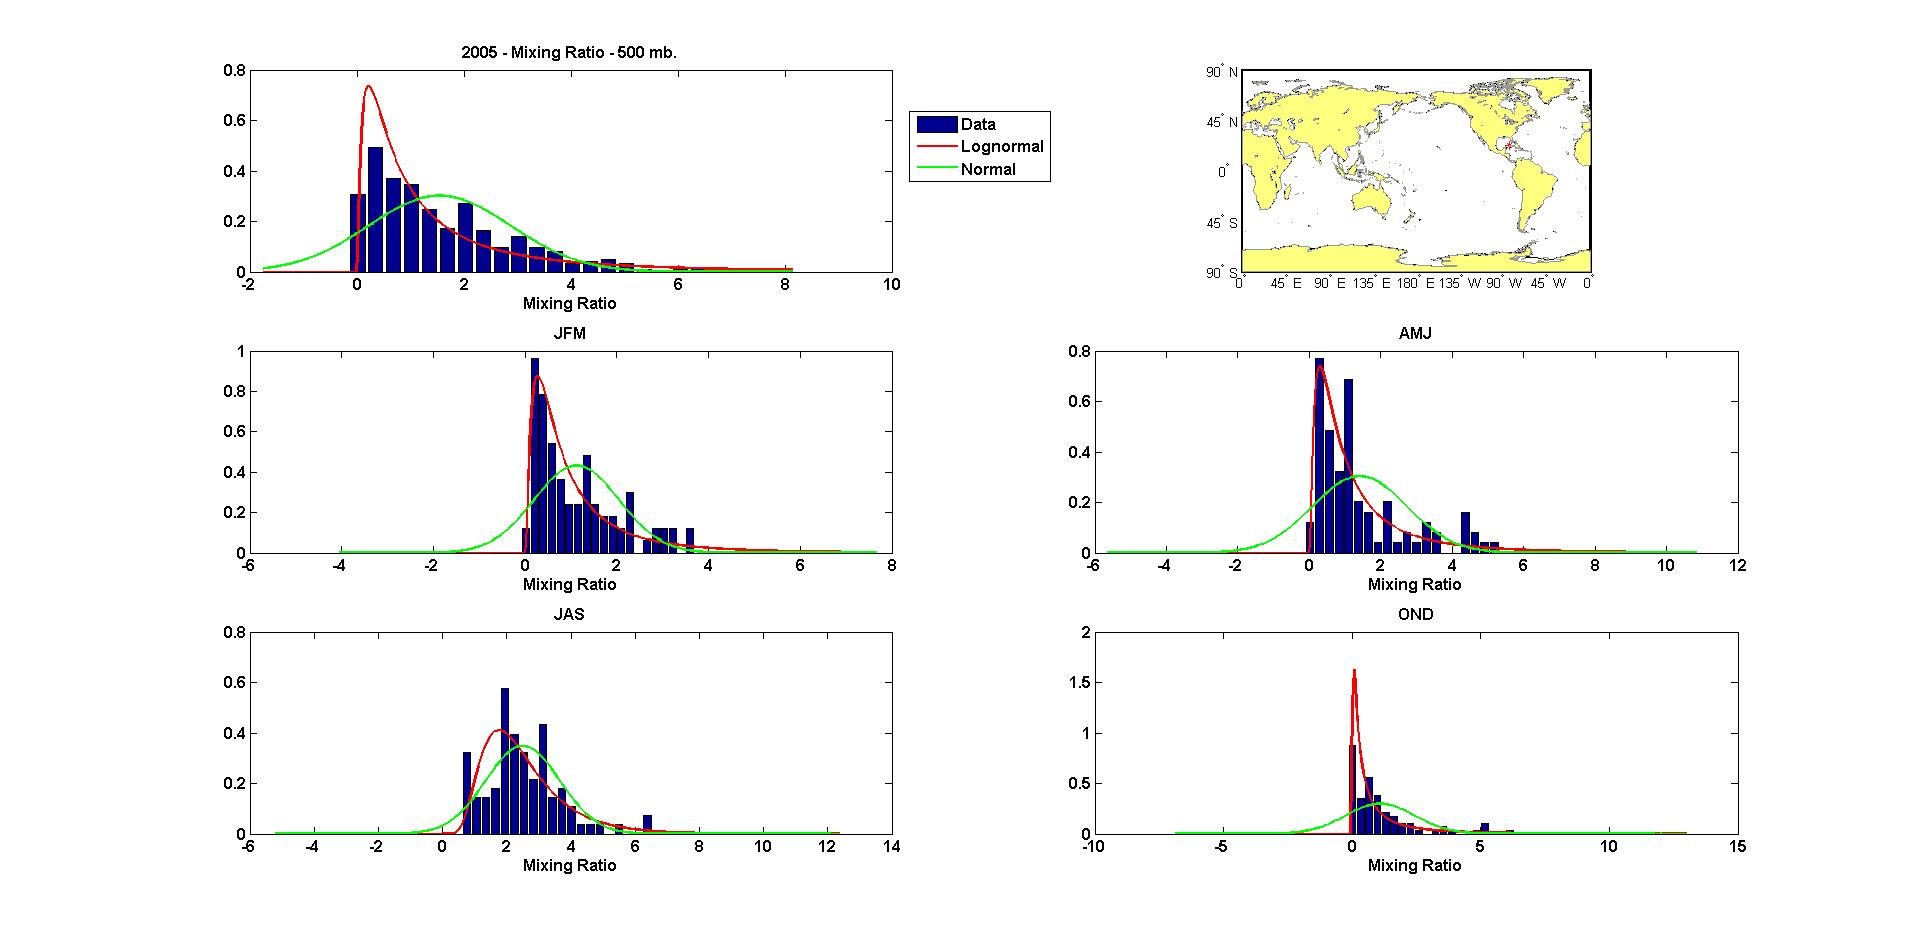 2005 - Mixing Ratio - 500 mb.
0.8
0.6
0.4
0.2
0
-2 0 2 4 6 8 10
Mixing Ratio
Data
Lognormal
Normal
90° N
45° N
0°
45° S
90° S
0° 45° E 90° E 135° E 180° E 135° W 90° W 45° W 0°
JFM
1
0.8
0.6
0.4
0.2
0
-6 -4 -2 0 2 4 6 8
Mixing Ratio
AMJ
0.8
0.6
0.4
0.2
0
-6 -4 -2 0 2 4 6 8 10 12
Mixing Ratio
JAS
0.8
0.6
0.4
0.2
0
-6 -4 -2 0 2 4 6 8 10 12 14
Mixing Ratio
OND
2
1.5
1
0.5
0
-10 -5 0 5 10 15
Mixing Ratio